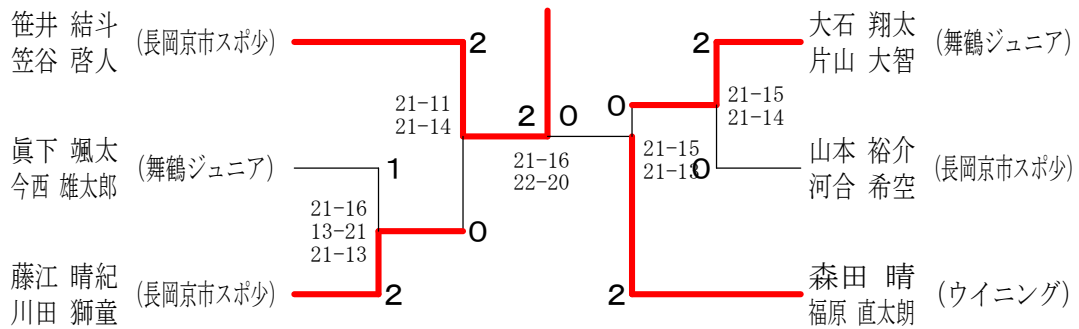 笹井 結斗
笠谷 啓人
(長岡京市スポ少)
2
21-11
21-14
眞下 颯太
今西 雄太郎
(舞鶴ジュニア)
1
21-16
13-21
21-13
0
藤江 晴紀
川田 獅童
(長岡京市スポ少)
2
2
0
21-16
22-20
大石 翔太
片山 大智
(舞鶴ジュニア)
2
0
21-15
21-14
山本 裕介
河合 希空
(長岡京市スポ少)
0
21-15
21-13
森田 晴
福原 直太朗
(ウイニング)
2